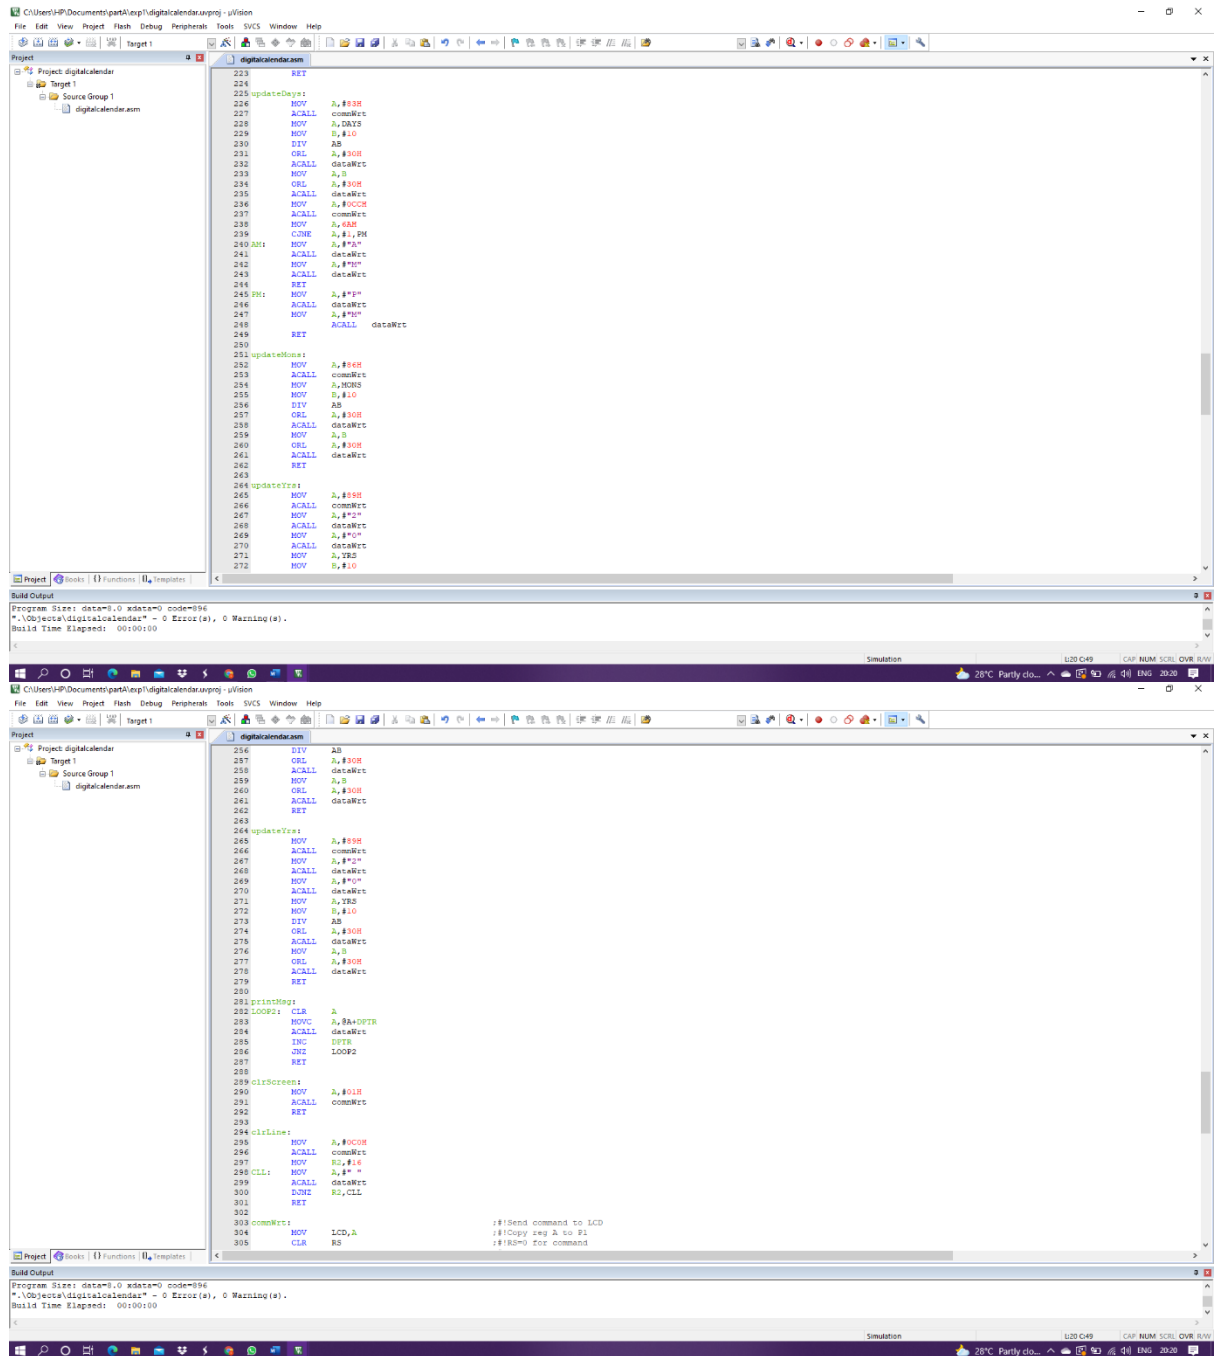 C:\Users\HP\Documents\partA\exp1\digitalcalendar.uvproj - µVision
File Edit View Project Flash Debug Peripherals Tools SVCS Window Help
Target 1
Project
digitalcalendar.asm
Project: digitalcalendar
Target 1
Source Group 1
digitalcalendar.asm
223 RET
224
225 updateDays:
226 MOV A,#83H
227 ACALL commWrt
228 MOV A,DAYS
229 MOV B,#10
230 DIV AB
231 ORL A,#30H
232 ACALL dataWrt
233 MOV A,B
234 ORL A,#30H
235 ACALL dataWrt
236 MOV A,#0CCH
237 ACALL commWrt
238 MOV A,6AH
239 CJNE A,#1,PM
240 AM: MOV A,#"A"
241 ACALL dataWrt
242 MOV A,#"M"
243 ACALL dataWrt
244 RET
245 PM: MOV A,#"P"
246 ACALL dataWrt
247 MOV A,#"M"
248 ACALL dataWrt
249 RET
250
251 updateMons:
252 MOV A,#86H
253 ACALL commWrt
254 MOV A,MONS
255 MOV B,#10
256 DIV AB
257 ORL A,#30H
258 ACALL dataWrt
259 MOV A,B
260 ORL A,#30H
261 ACALL dataWrt
262 RET
263
264 updateYrs:
265 MOV A,#89H
266 ACALL commWrt
267 MOV A,#"2"
268 ACALL dataWrt
269 MOV A,#"0"
270 ACALL dataWrt
271 MOV A,YRS
272 MOV B,#10
Project Books {} Functions Templates
Build Output
Program Size: data=8.0 xdata=0 code=896
".\Objects\digitalcalendar" - 0 Error(s), 0 Warning(s).
Build Time Elapsed: 00:00:00
Simulation L:20 C:49 CAP NUM SCRL OVR R/W
28°C Partly clo... ENG 20:20
C:\Users\HP\Documents\partA\exp1\digitalcalendar.uvproj - µVision
File Edit View Project Flash Debug Peripherals Tools SVCS Window Help
Target 1
Project
digitalcalendar.asm
Project: digitalcalendar
Target 1
Source Group 1
digitalcalendar.asm
256 DIV AB
257 ORL A,#30H
258 ACALL dataWrt
259 MOV A,B
260 ORL A,#30H
261 ACALL dataWrt
262 RET
263
264 updateYrs:
265 MOV A,#89H
266 ACALL commWrt
267 MOV A,#"2"
268 ACALL dataWrt
269 MOV A,#"0"
270 ACALL dataWrt
271 MOV A,YRS
272 MOV B,#10
273 DIV AB
274 ORL A,#30H
275 ACALL dataWrt
276 MOV A,B
277 ORL A,#30H
278 ACALL dataWrt
279 RET
280
281 printMsg:
282 LOOP2: CLR A
283 MOVC A,@A+DPTR
284 ACALL dataWrt
285 INC DPTR
286 JNZ LOOP2
287 RET
288
289 clrScreen:
290 MOV A,#01H
291 ACALL commWrt
292 RET
293
294 clrLine:
295 MOV A,#0C0H
296 ACALL commWrt
297 MOV R2,#16
298 CLL: MOV A,#" "
299 ACALL dataWrt
300 DJNZ R2,CLL
301 RET
302
303 commWrt: ;#!Send command to LCD
304 MOV LCD,A ;#!Copy reg A to P1
305 CLR RS ;#!RS=0 for command
Project Books {} Functions Templates
Build Output
Program Size: data=8.0 xdata=0 code=896
".\Objects\digitalcalendar" - 0 Error(s), 0 Warning(s).
Build Time Elapsed: 00:00:00
Simulation L:20 C:49 CAP NUM SCRL OVR R/W
28°C Partly clo... ENG 20:20